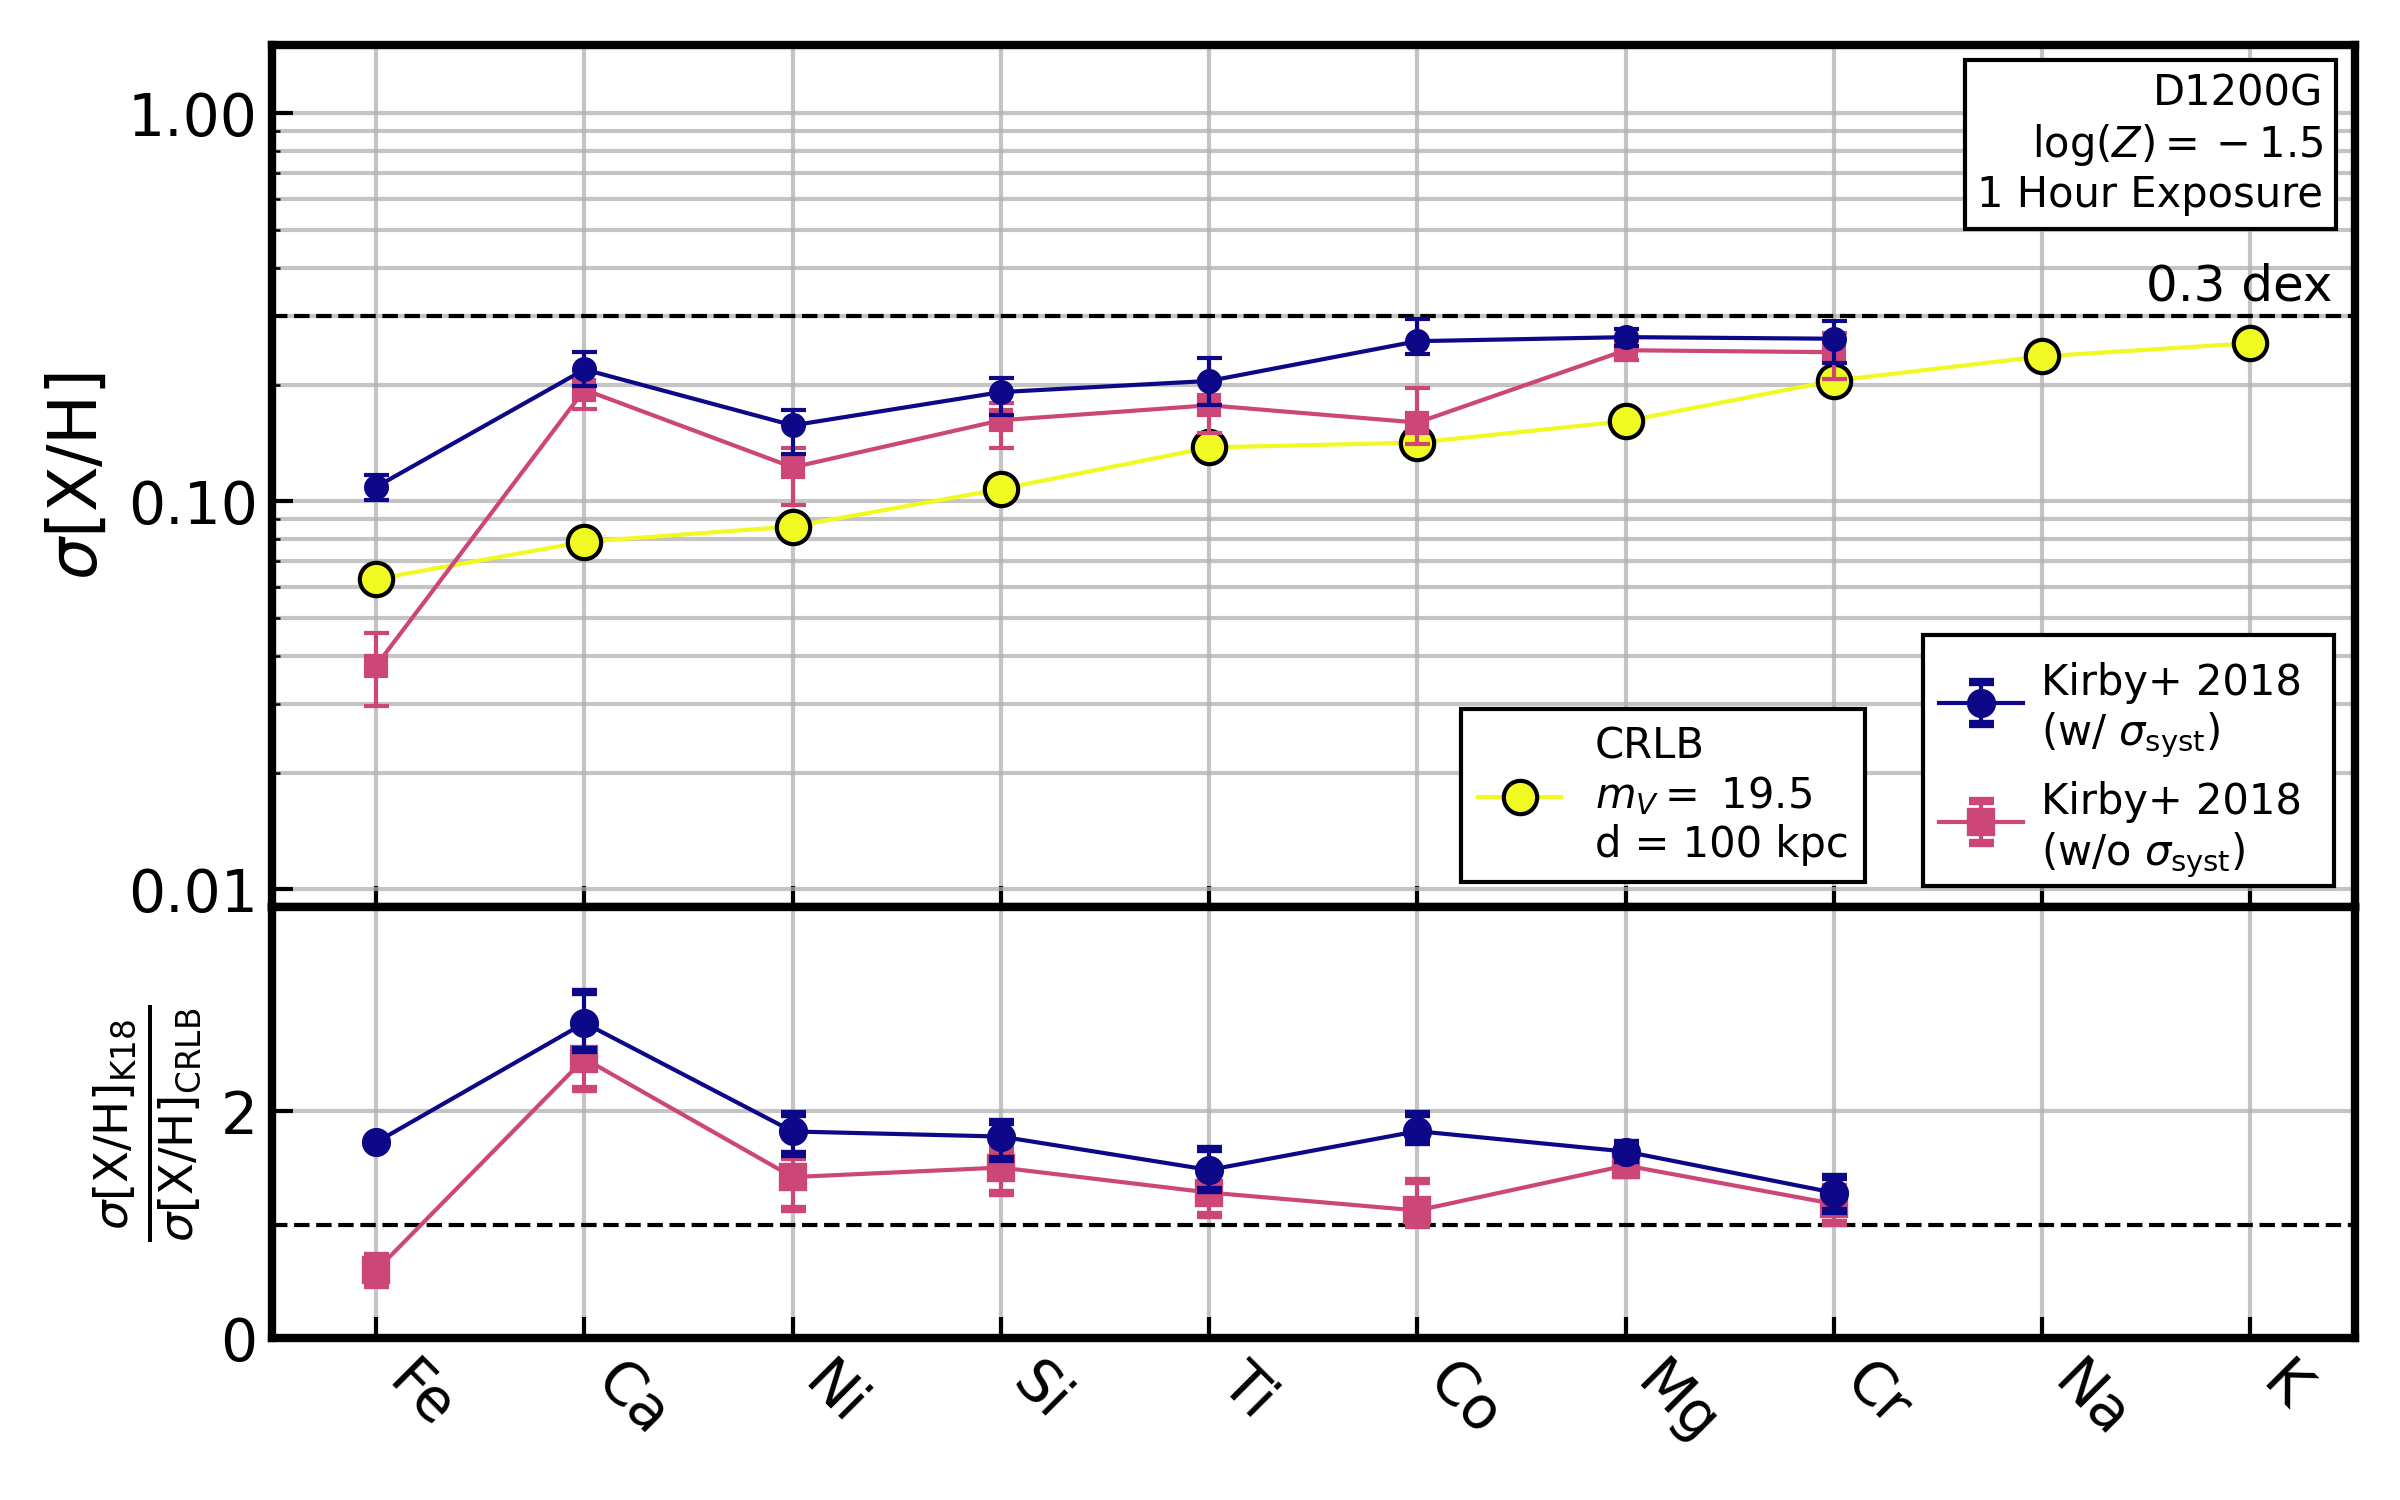 1.00
0.10
0.01
σ[X/H]
D1200G
log(Z) = −1.5
1 Hour Exposure
0.3 dex
CRLB
m_V = 19.5
d = 100 kpc
Kirby+ 2018
(w/ σ_syst)
Kirby+ 2018
(w/o σ_syst)
σ[X/H]_K18
σ[X/H]_CRLB
2
0
Fe
Ca
Ni
Si
Ti
Co
Mg
Cr
Na
K